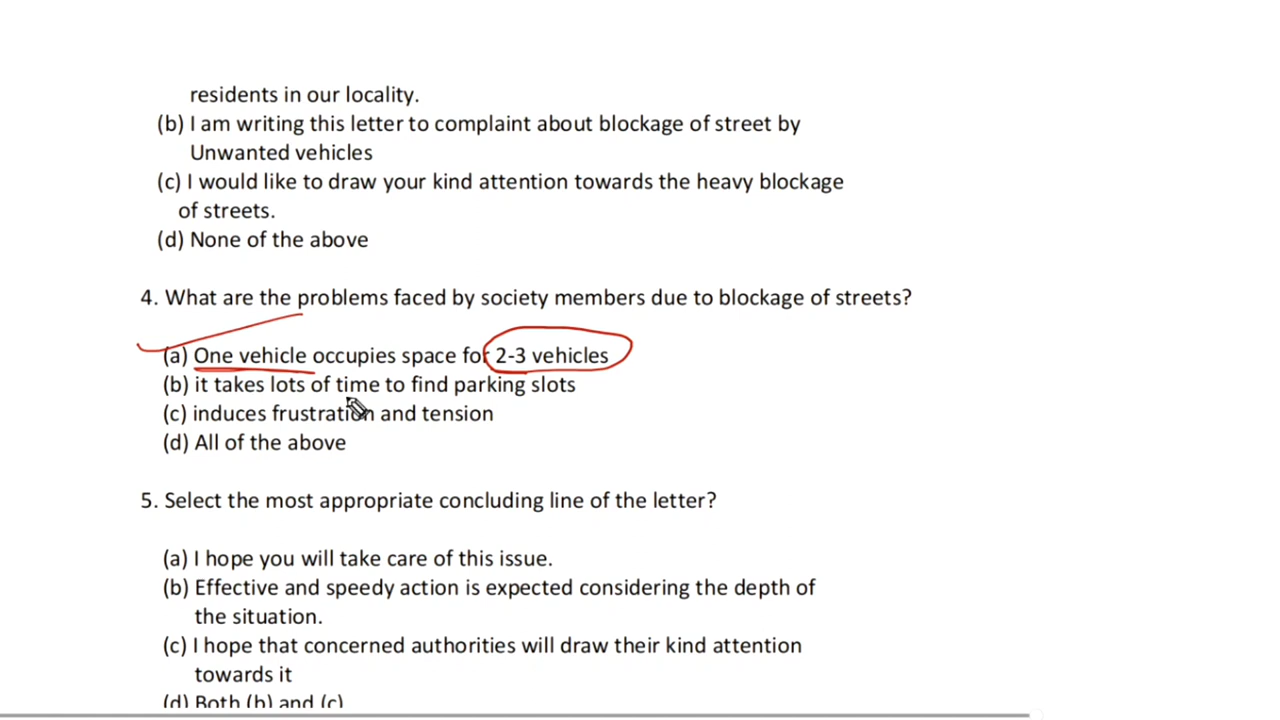 residents in our locality.
(b) I am writing this letter to complaint about blockage of street by
Unwanted vehicles
(c) I would like to draw your kind attention towards the heavy blockage
of streets.
(d) None of the above
4. What are the problems faced by society members due to blockage of streets?
(a) One vehicle occupies space for 2-3 vehicles
(b) it takes lots of time to find parking slots
(c) induces frustration and tension
(d) All of the above
5. Select the most appropriate concluding line of the letter?
(a) I hope you will take care of this issue.
(b) Effective and speedy action is expected considering the depth of
the situation.
(c) I hope that concerned authorities will draw their kind attention
towards it
(d) Both (b) and (c)